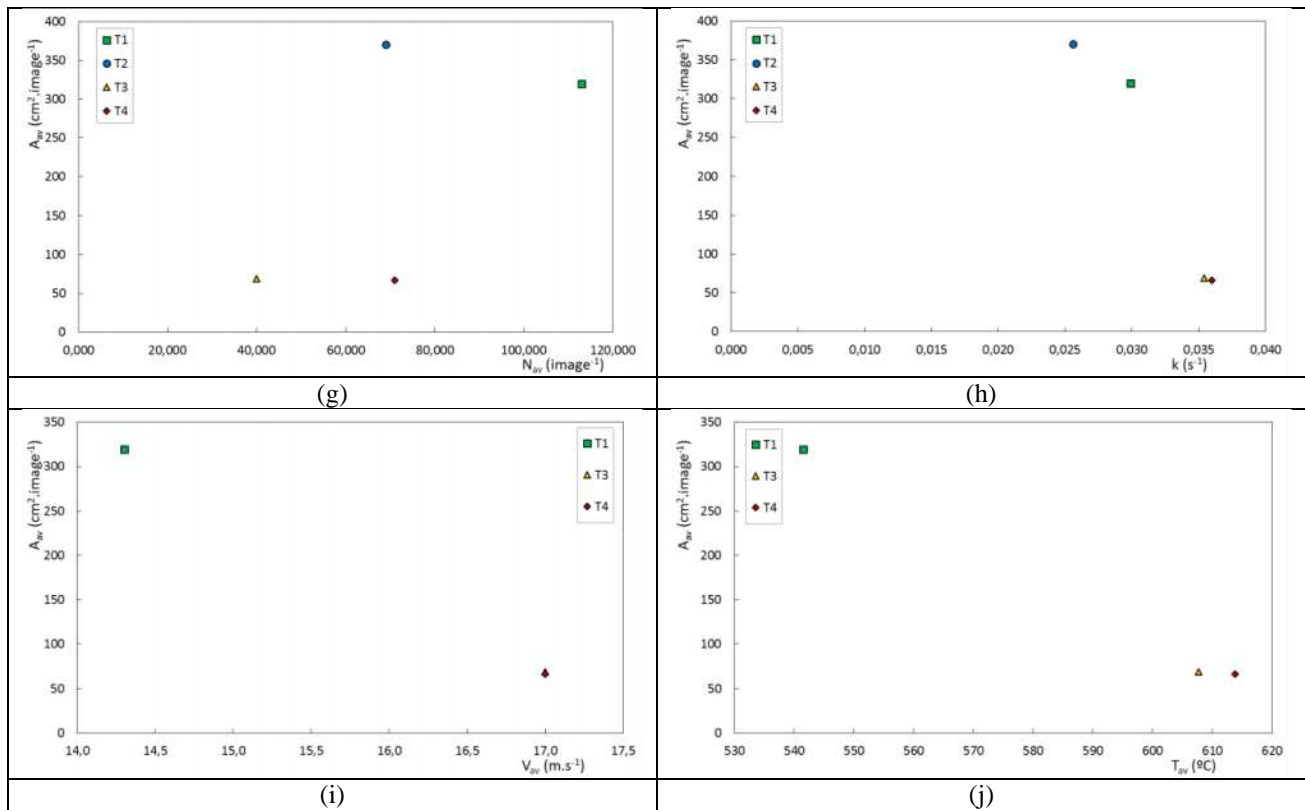 400
350
300
250
200
150
100
50
0
A_av (cm².image⁻¹)
T1
T2
T3
T4
0,000 20,000 40,000 60,000 80,000 100,000 120,000
N_av (image⁻¹)
(g)
400
350
300
250
200
150
100
50
0
A_av (cm².image⁻¹)
T1
T2
T3
T4
0,000 0,005 0,010 0,015 0,020 0,025 0,030 0,035 0,040
k (s⁻¹)
(h)
350
300
250
200
150
100
50
0
A_av (cm².image⁻¹)
T1
T3
T4
14,0 14,5 15,0 15,5 16,0 16,5 17,0 17,5
V_av (m.s⁻¹)
(i)
350
300
250
200
150
100
50
0
A_av (cm².image⁻¹)
T1
T3
T4
530 540 550 560 570 580 590 600 610 620
T_av (ºC)
(j)